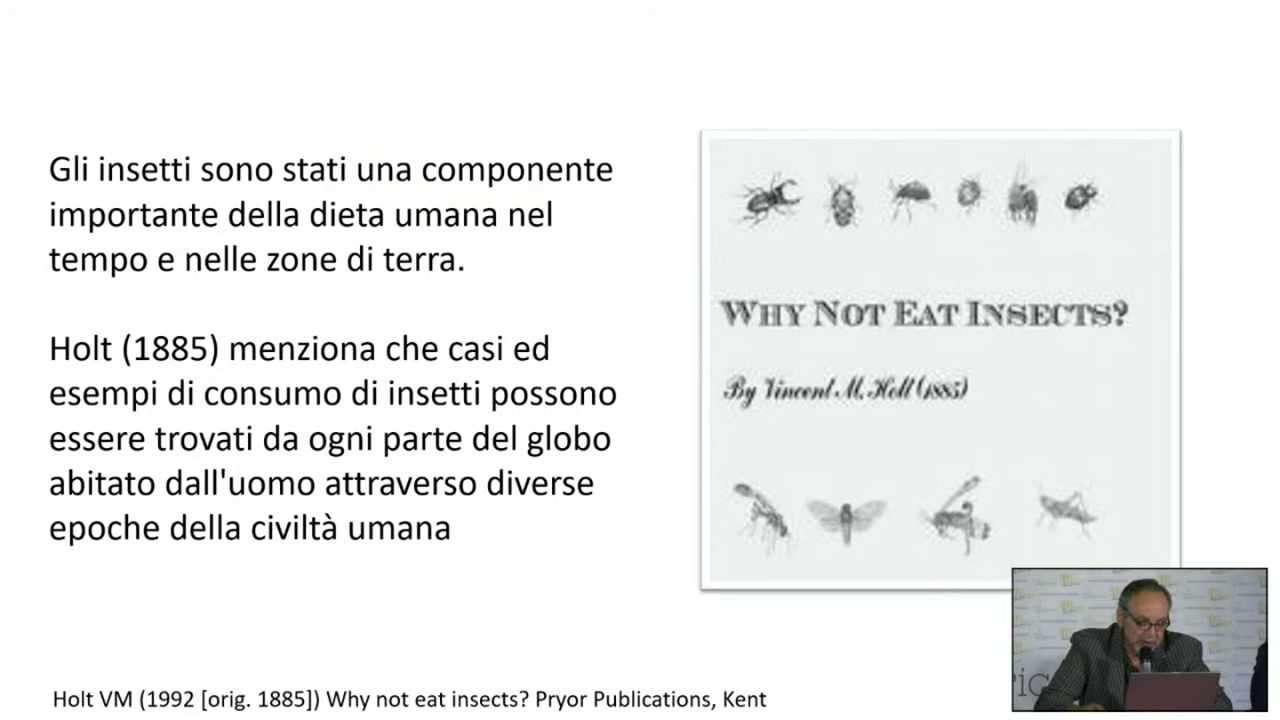 Gli insetti sono stati una componente
importante della dieta umana nel
tempo e nelle zone di terra.
Holt (1885) menziona che casi ed
esempi di consumo di insetti possono
essere trovati da ogni parte del globo
abitato dall'uomo attraverso diverse
epoche della civiltà umana
WHY NOT EAT INSECTS?
By Vincent M. Holt (1885)
Holt VM (1992 [orig. 1885]) Why not eat insects? Pryor Publications, Kent